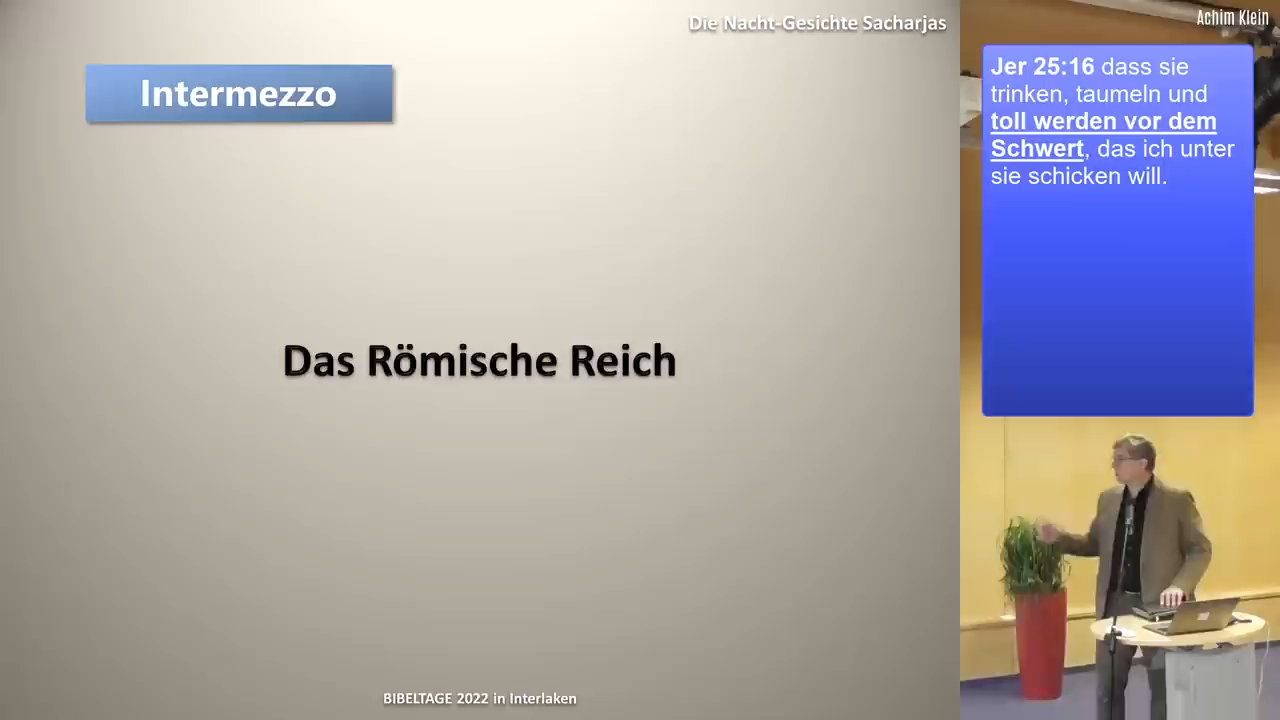 Die Nacht-Gesichte Sacharjas
Intermezzo
Das Römische Reich
BIBELTAGE 2022 in Interlaken
Achim Klein
Jer 25:16 dass sie
trinken, taumeln und
toll werden vor dem
Schwert, das ich unter
sie schicken will.